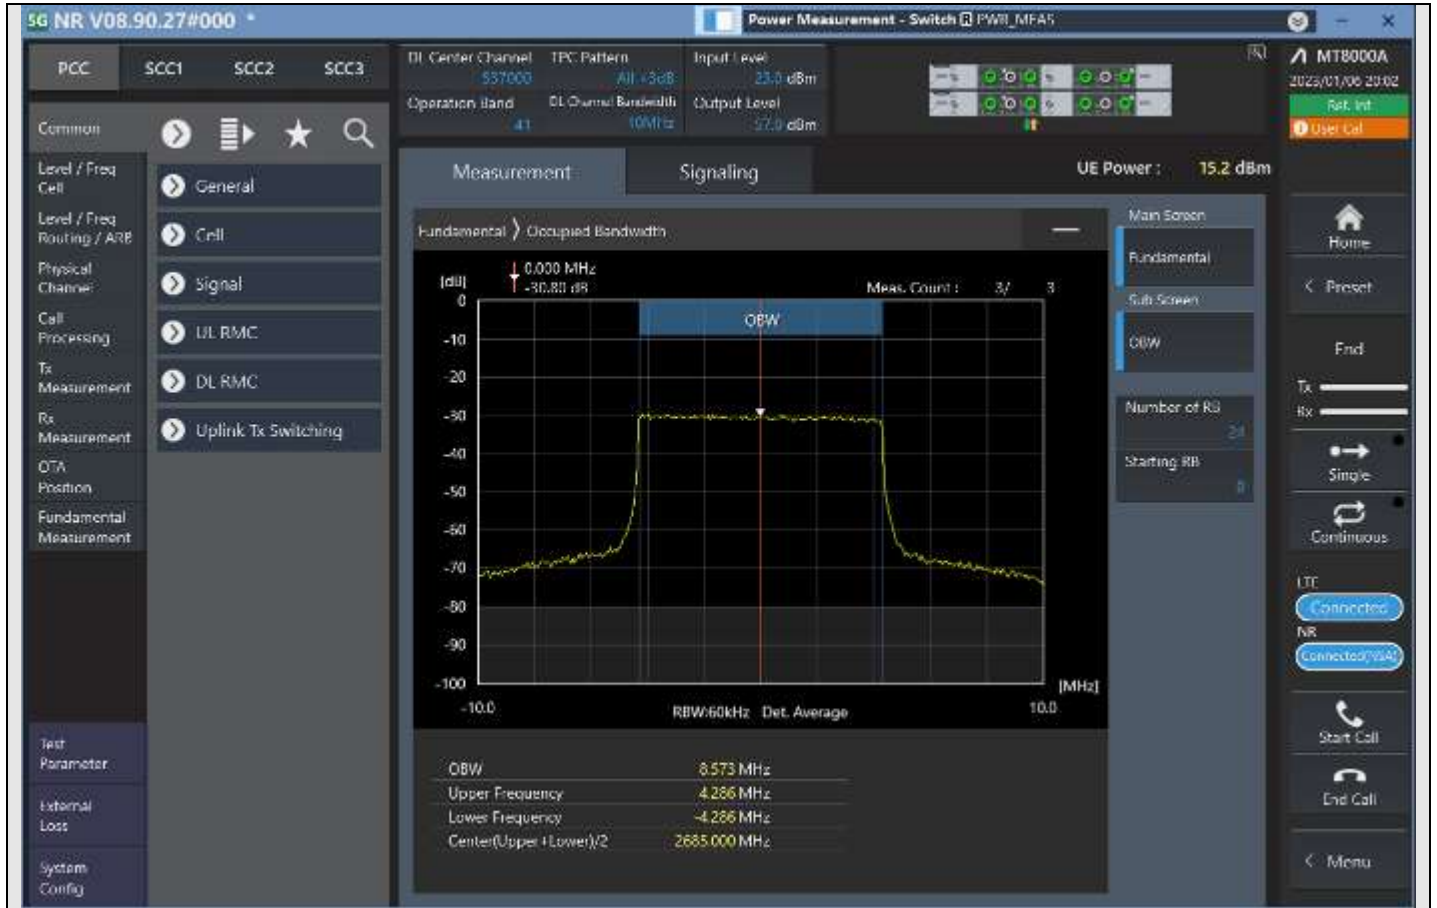 5G NR V08.90.27#000 *
Power Measurement - Switch R PWR_MEAS
PCC SCC1 SCC2 SCC3
DL Center Channel TPC Pattern Input Level
537000 All +3dB 23.0 dBm
Operation Band DL Channel Bandwidth Output Level
41 10MHz -57.0 dBm
MT8000A
2023/01/06 20:02
Ref. Int
User Cal
Common
Level / Freq
Cell
Level / Freq
Routing / ARB
Physical
Channel
Call
Processing
Tx
Measurement
Rx
Measurement
OTA
Position
Fundamental
Measurement
Test
Parameter
External
Loss
System
Config
General
Cell
Signal
UL RMC
DL RMC
Uplink Tx Switching
Measurement Signaling
UE Power : 15.2 dBm
Fundamental > Occupied Bandwidth
[dB]
0.000 MHz
-30.80 dB
Meas. Count : 3/ 3
OBW
0
-10
-20
-30
-40
-50
-60
-70
-80
-90
-100
-10.0
RBW:60kHz Det. Average
10.0
[MHz]
OBW 8.573 MHz
Upper Frequency 4.286 MHz
Lower Frequency -4.286 MHz
Center(Upper+Lower)/2 2685.000 MHz
Main Screen
Fundamental
Sub Screen
OBW
Number of RB
24
Starting RB
0
Home
< Preset
End
Tx
Rx
Single
Continuous
LTE
Connected
NR
Connected(NSA)
Start Call
End Call
< Menu